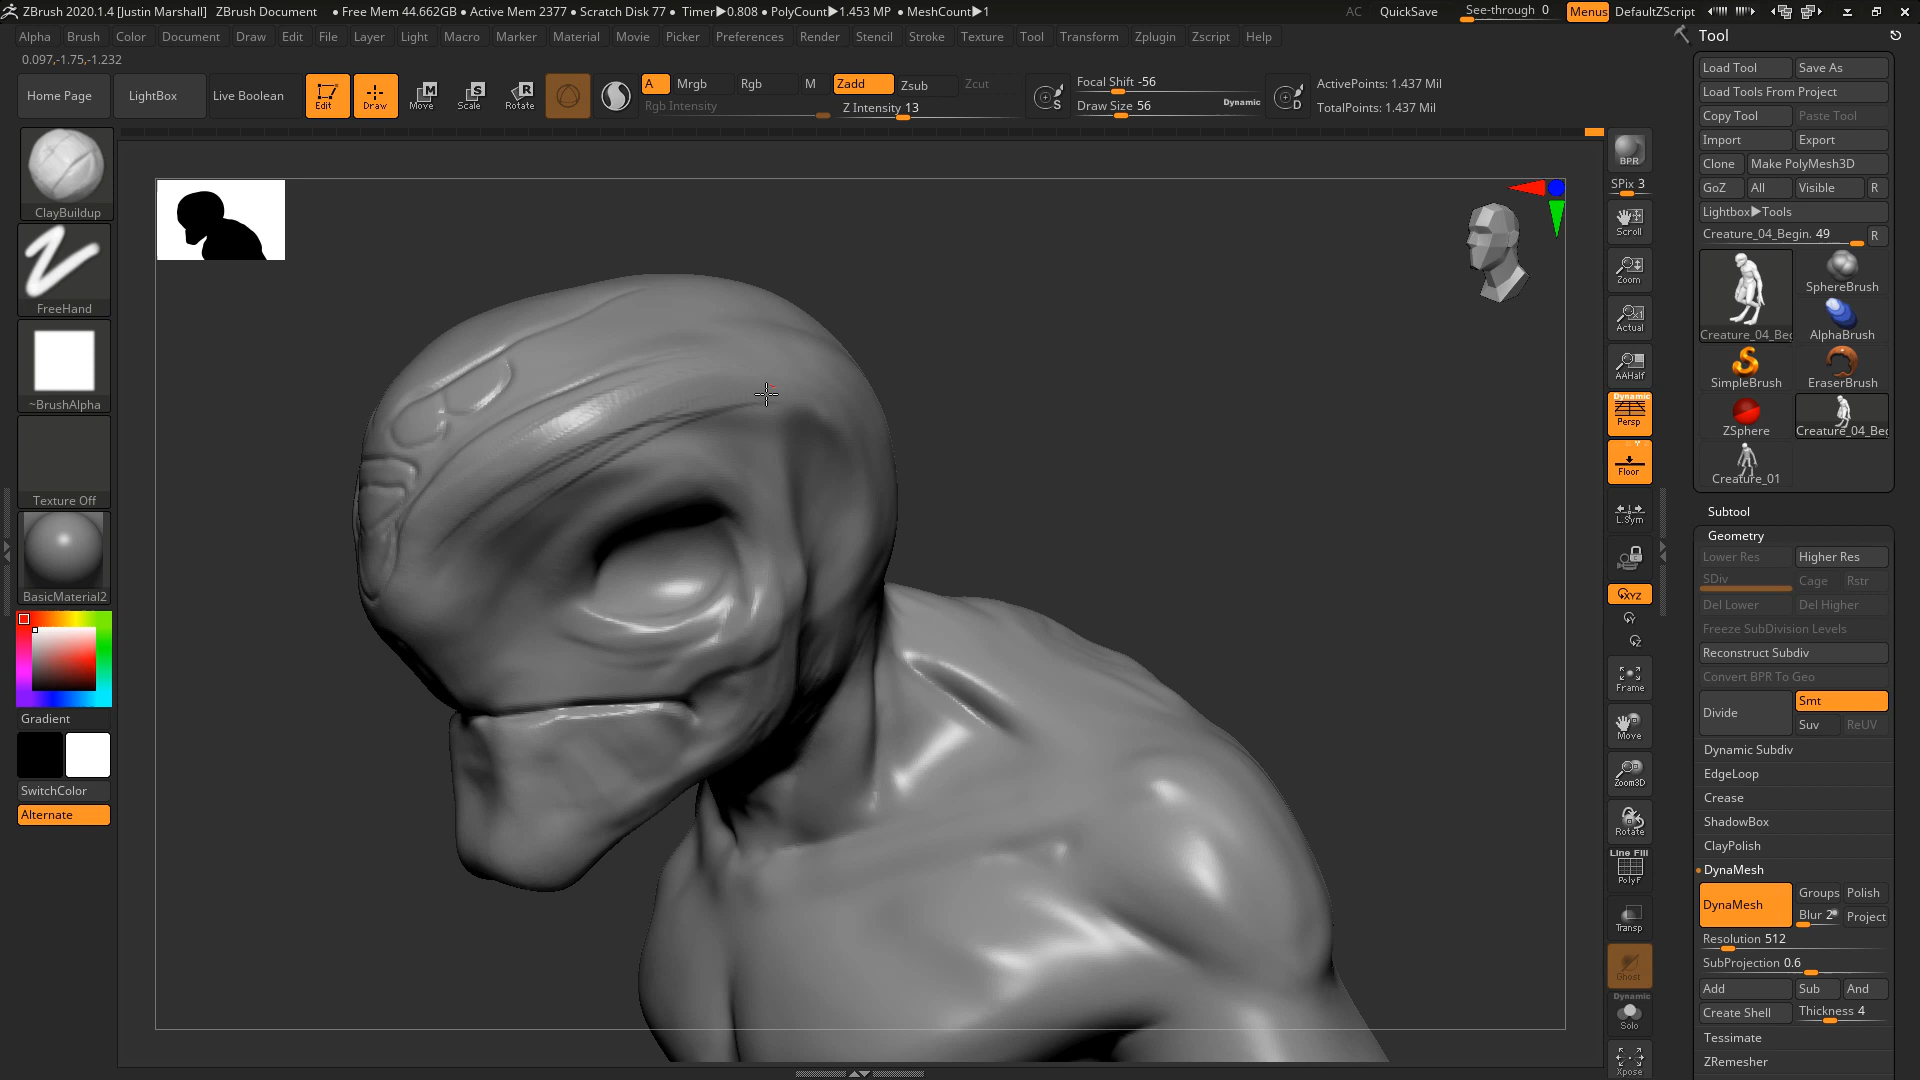 ZBrush 2020.1.4 [Justin Marshall] ZBrush Document • Free Mem 44.662GB • Active Mem 2377 • Scratch Disk 77 • Timer▶0.808 • PolyCount▶1.453 MP • MeshCount▶1 AC QuickSave See-through 0 Menus DefaultZScript
Alpha Brush Color Document Draw Edit File Layer Light Macro Marker Material Movie Picker Preferences Render Stencil Stroke Texture Tool Transform Zplugin Zscript Help
0.097,-1.75,-1.232
Home Page LightBox Live Boolean Edit Draw Move Scale Rotate
A Mrgb Rgb M Zadd Zsub Zcut
Rgb Intensity Z Intensity 13
S Focal Shift -56
Draw Size 56 Dynamic
D ActivePoints: 1.437 Mil
TotalPoints: 1.437 Mil
ClayBuildup
FreeHand
~BrushAlpha
Texture Off
BasicMaterial2
Gradient
SwitchColor
Alternate
BPR
SPix 3
Scroll
Zoom
Actual
AAHalf
Dynamic
Persp
Floor
L.Sym
XYZ
Y
Z
Frame
Move
Zoom3D
Rotate
Line Fill
PolyF
Transp
Ghost
Dynamic
Solo
Xpose
Tool
Load Tool Save As
Load Tools From Project
Copy Tool Paste Tool
Import Export
Clone Make PolyMesh3D
GoZ All Visible R
Lightbox▶Tools
Creature_04_Begin. 49 R
Creature_04_Bec SphereBrush
AlphaBrush
SimpleBrush EraserBrush
ZSphere Creature_04_Bec
Creature_01
Subtool
Geometry
Lower Res Higher Res
SDiv Cage Rstr
Del Lower Del Higher
Freeze SubDivision Levels
Reconstruct Subdiv
Convert BPR To Geo
Divide Smt
Suv ReUV
Dynamic Subdiv
EdgeLoop
Crease
ShadowBox
ClayPolish
DynaMesh
DynaMesh Groups Polish
Blur 2 Project
Resolution 512
SubProjection 0.6
Add Sub And
Create Shell Thickness 4
Tessimate
ZRemesher